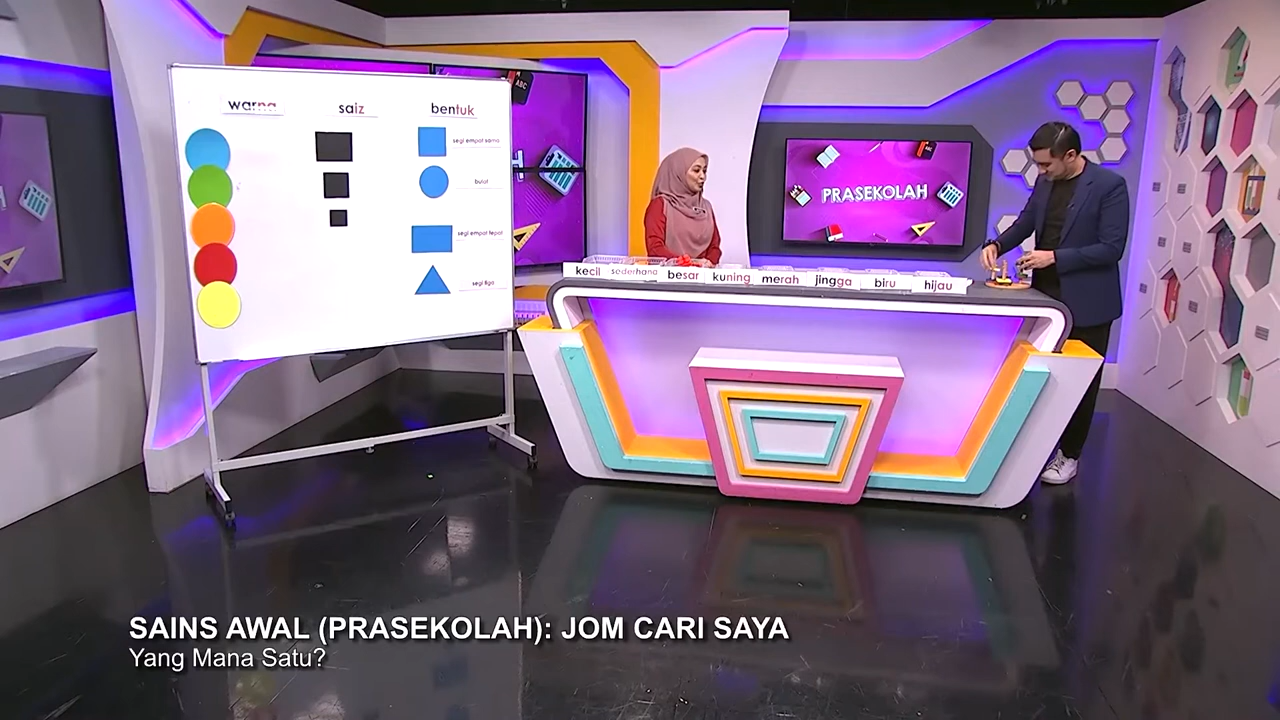 warna
saiz
bentuk
segi empat sama
bulat
segi empat tepat
segi tiga
ABC
PRASEKOLAH
kecil
sederhana
besar
kuning
merah
jingga
biru
hijau
SAINS AWAL (PRASEKOLAH): JOM CARI SAYA
Yang Mana Satu?